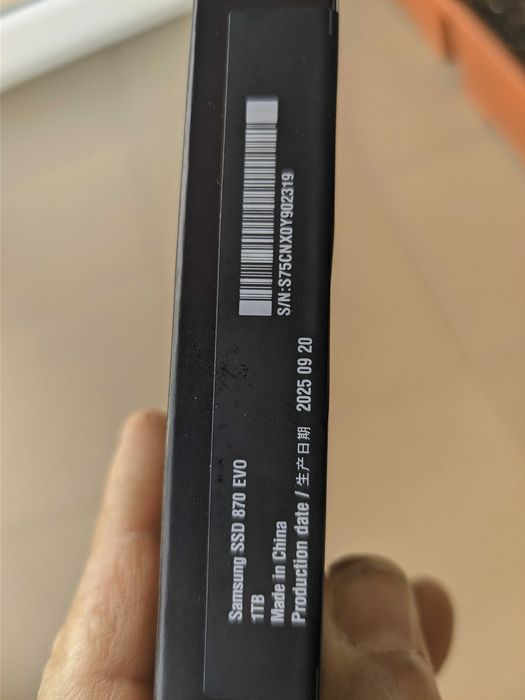 Samsung SSD 870 EVO
1TB
Made in China
Production date / 生产日期 2025 09 20
S/N:S75CNX0Y902319